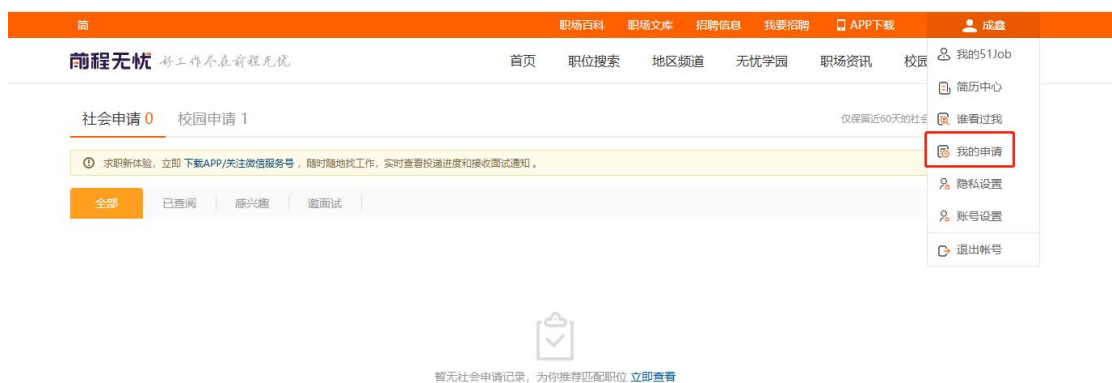 简 职场百科 职场文库 招聘信息 我要招聘 APP下载 成鑫
前程无忧 好工作尽在前程无忧 首页 职位搜索 地区频道 无忧学园 职场资讯 校园
我的51Job
简历中心
社会申请 0 校园申请 1 仅保留近60天的社会
谁看过我
我的申请
求职新体验，立即 下载APP/关注微信服务号 ，随时随地找工作，实时查看投递进度和接收面试通知 。
隐私设置
全部 已查阅 感兴趣 邀面试
账号设置
退出帐号
暂无社会申请记录，为你推荐匹配职位 立即查看